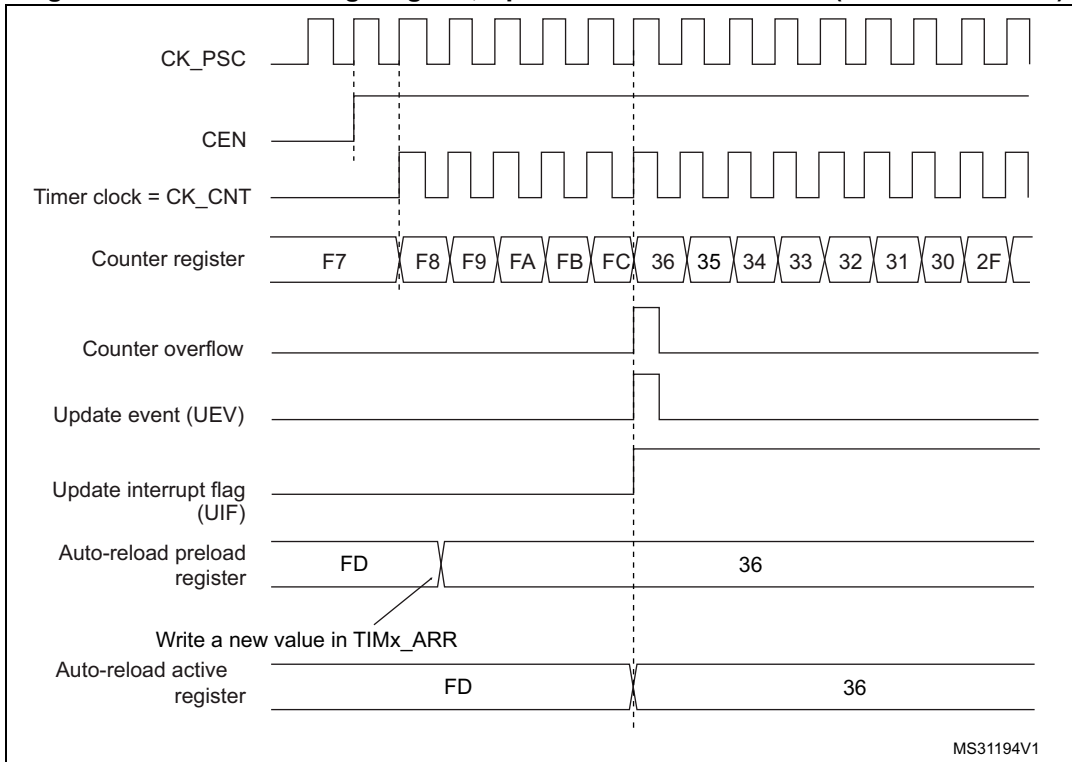 CK_PSC
CEN
Timer clock = CK_CNT
Counter register F7 F8 F9 FA FB FC 36 35 34 33 32 31 30 2F
Counter overflow
Update event (UEV)
Update interrupt flag
(UIF)
Auto-reload preload
register
FD 36
Write a new value in TIMx_ARR
Auto-reload active
register
FD 36
MS31194V1